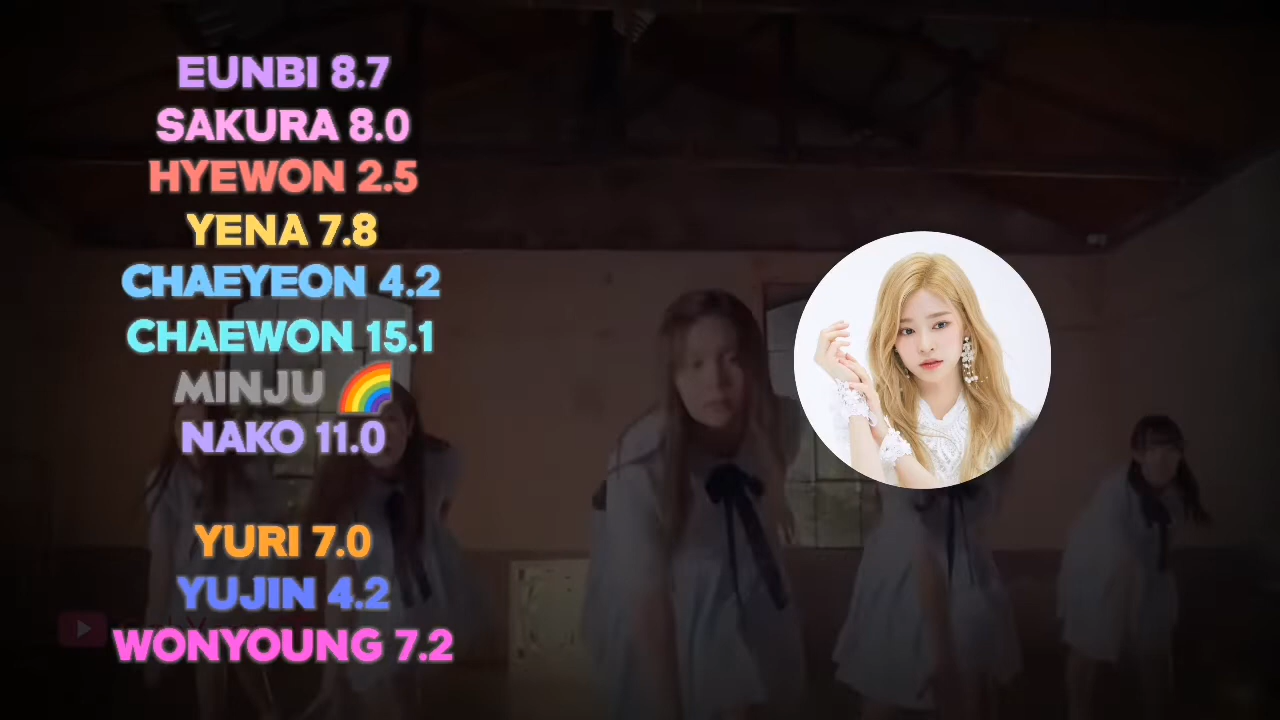 EUNBI 8.7
SAKURA 8.0
HYEWON 2.5
YENA 7.8
CHAEYEON 4.2
CHAEWON 15.1
MINJU 🌈
NAKO 11.0
YURI 7.0
YUJIN 4.2
WONYOUNG 7.2